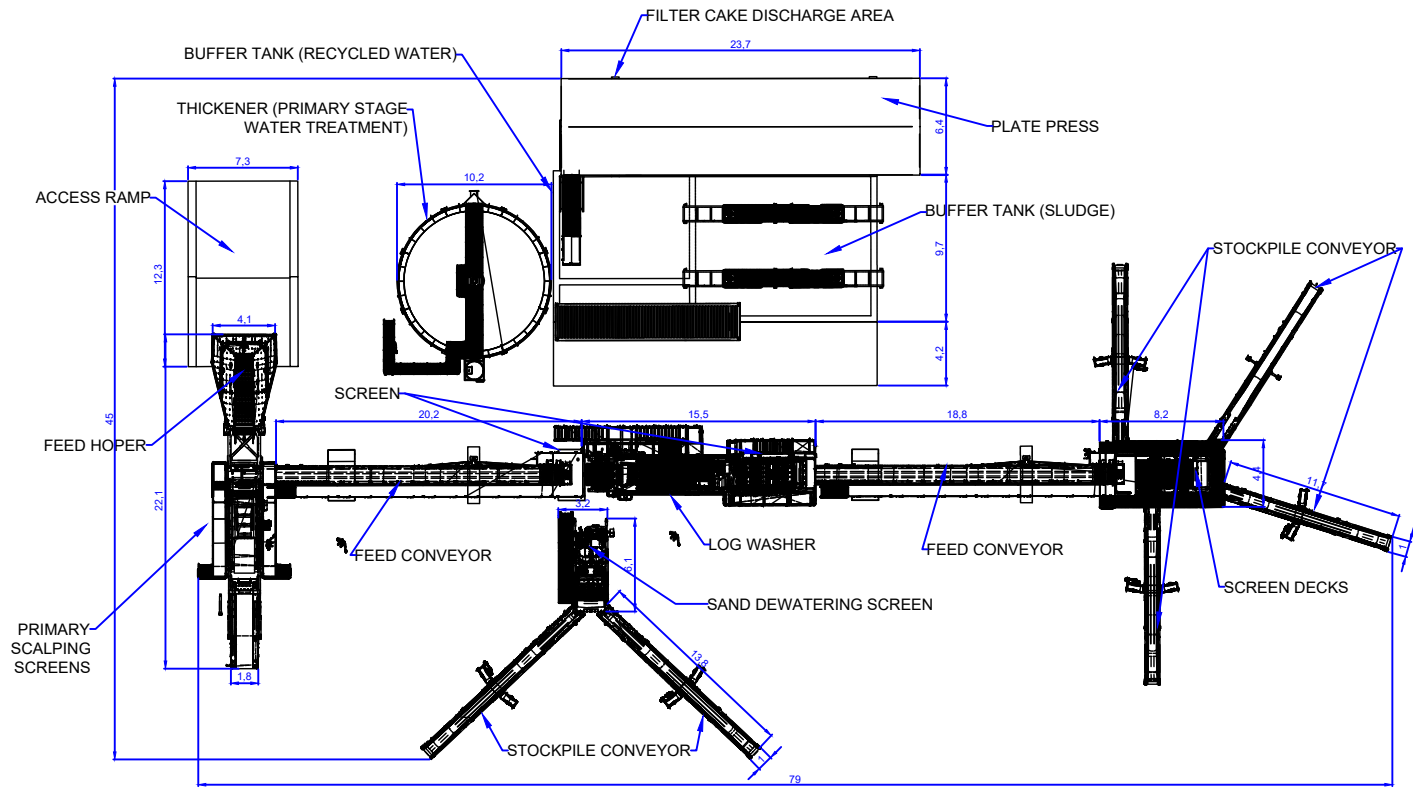 FILTER CAKE DISCHARGE AREA
23,7
BUFFER TANK (RECYCLED WATER)
THICKENER (PRIMARY STAGE
WATER TREATMENT)
PLATE PRESS
6,4
7,3
10,2
ACCESS RAMP
BUFFER TANK (SLUDGE)
9,7
STOCKPILE CONVEYOR
12,3
4,1
4,2
SCREEN
45
20,2
15,5
18,8
8,2
FEED HOPER
4,4
11,7
1
22,1
3,2
FEED CONVEYOR
LOG WASHER
FEED CONVEYOR
6,1
SCREEN DECKS
SAND DEWATERING SCREEN
PRIMARY
SCALPING
SCREENS
1,8
13,8
STOCKPILE CONVEYOR
1
79